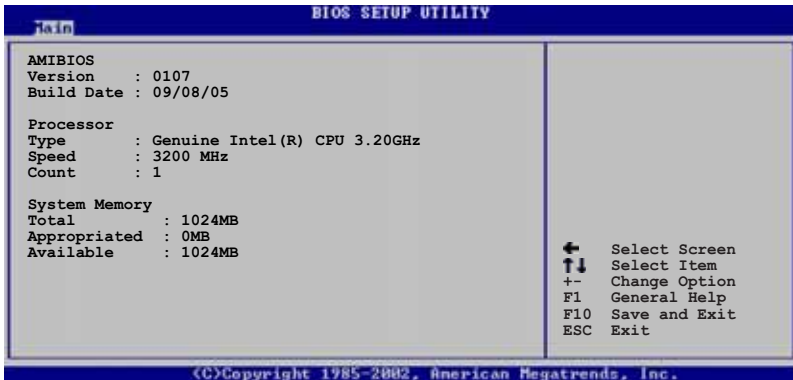 BIOS SETUP UTILITY
Main
AMIBIOS
Version : 0107
Build Date : 09/08/05
Processor
Type : Genuine Intel(R) CPU 3.20GHz
Speed : 3200 MHz
Count : 1
System Memory
Total : 1024MB
Appropriated : 0MB
Available : 1024MB
← Select Screen
↑↓ Select Item
+- Change Option
F1 General Help
F10 Save and Exit
ESC Exit
(C)Copyright 1985-2002, American Megatrends, Inc.